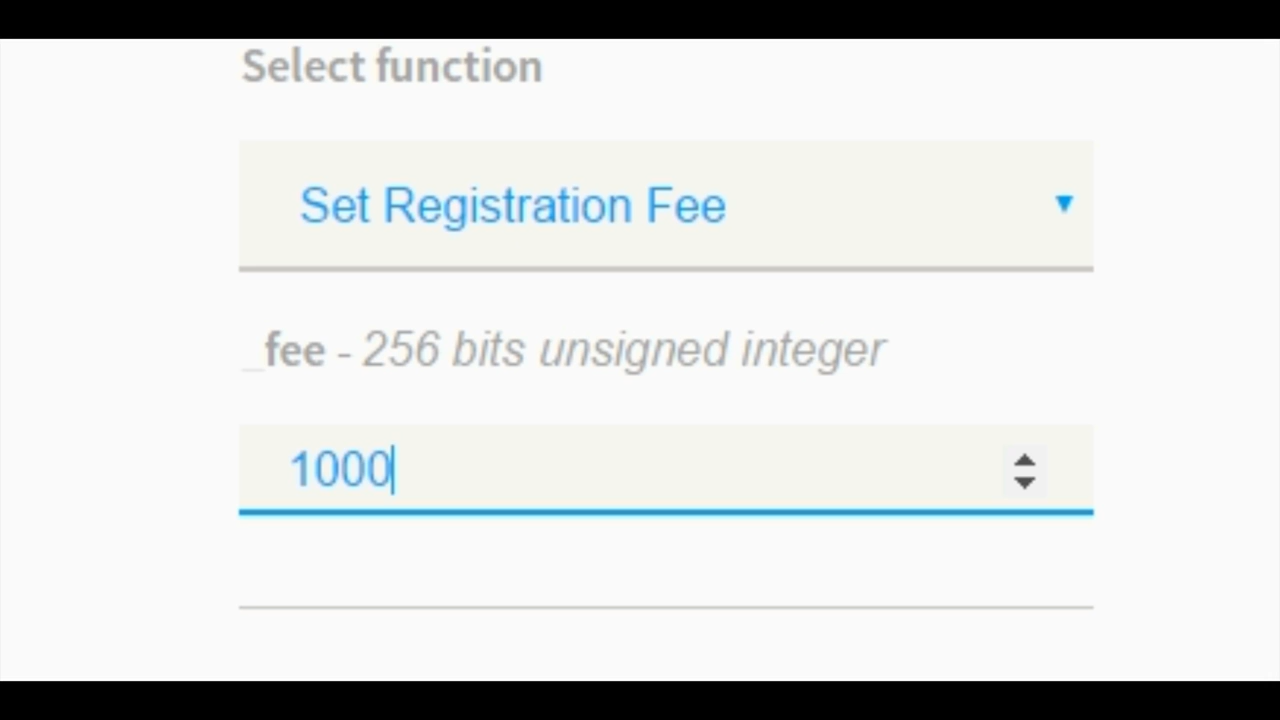 Select function
Set Registration Fee
_fee - 256 bits unsigned integer
1000